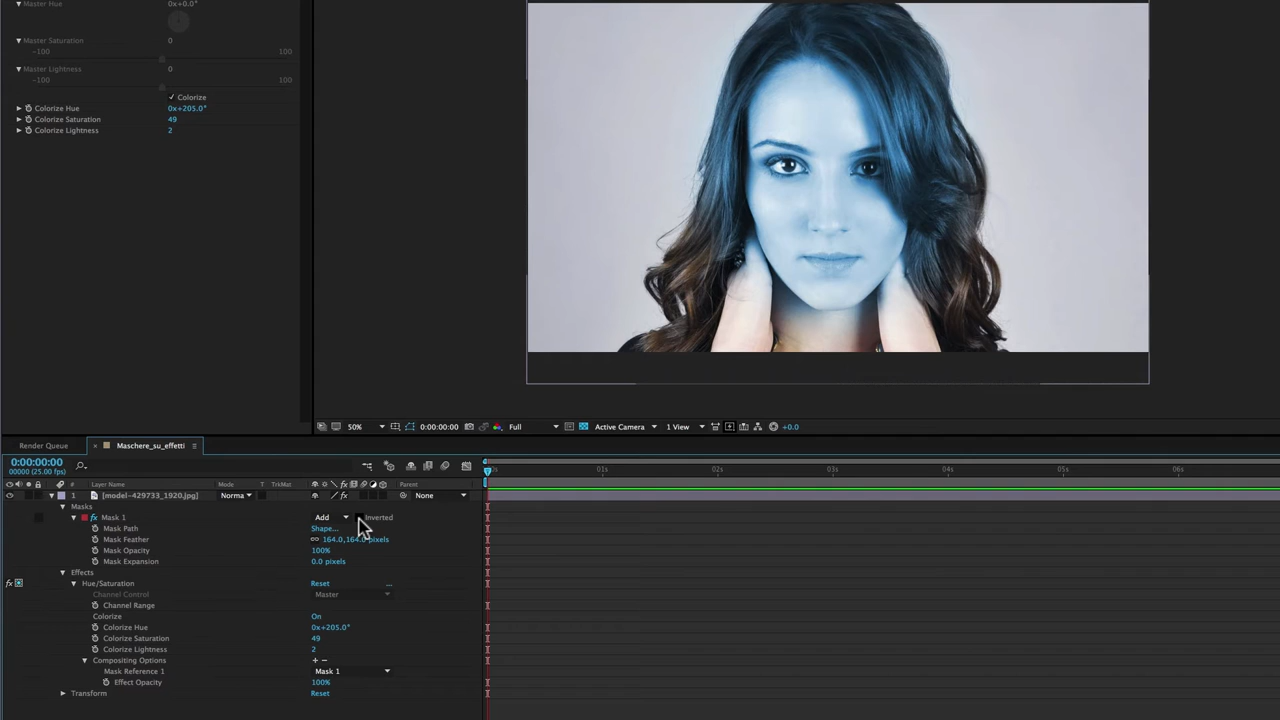 Master Hue 0x+0.0°
Master Saturation 0
-100 100
Master Lightness 0
-100 100
Colorize
Colorize Hue 0x+205.0°
Colorize Saturation 49
Colorize Lightness 2
50% 0:00:00:00 Full Active Camera 1 View +0.0
Render Queue Maschere_su_effetti
0:00:00:00
00000 (25.00 fps)
01s 02s 03s 04s 05s 06s
# Layer Name Mode T TrkMat Parent
1 [model-429733_1920.jpg] Norma None
Masks
Mask 1 Add Inverted
Mask Path Shape...
Mask Feather 164.0,164.0 pixels
Mask Opacity 100%
Mask Expansion 0.0 pixels
Effects
fx Hue/Saturation Reset ...
Channel Control Master
Channel Range
Colorize On
Colorize Hue 0x+205.0°
Colorize Saturation 49
Colorize Lightness 2
Compositing Options + −
Mask Reference 1 Mask 1
Effect Opacity 100%
Transform Reset